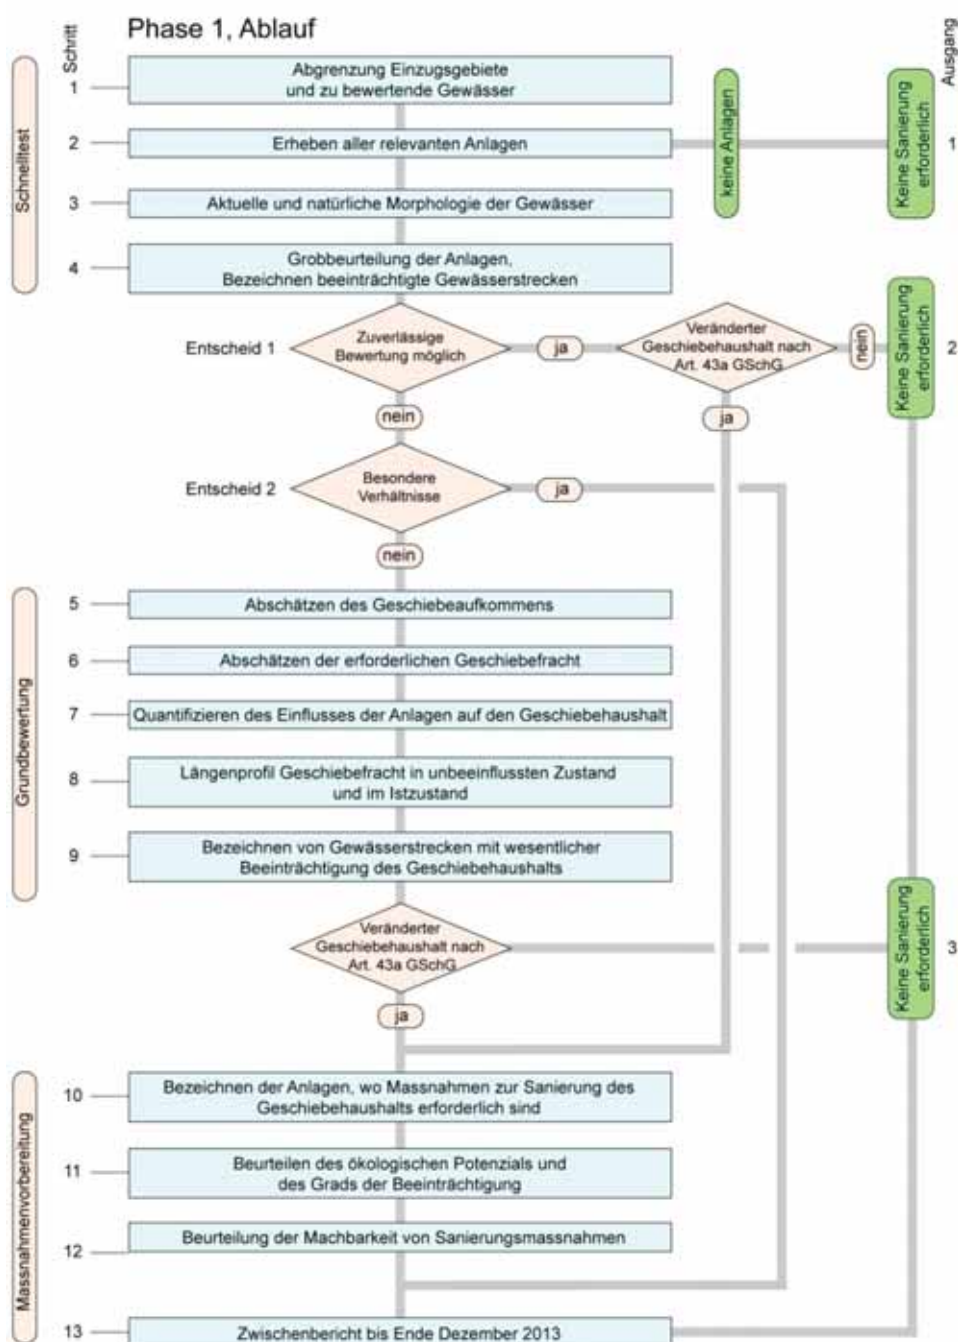 Phase 1, Ablauf
Schritt
Ausgang
Schnelltest
1
Abgrenzung Einzugsgebiete
und zu bewertende Gewässer
2
Erheben aller relevanten Anlagen
keine Anlagen
Keine Sanierung
erforderlich
1
3
Aktuelle und natürliche Morphologie der Gewässer
4
Grobbeurteilung der Anlagen,
Bezeichnen beeinträchtigte Gewässerstrecken
Entscheid 1
Zuverlässige
Bewertung möglich
ja
Veränderter
Geschiebehaushalt nach
Art. 43a GSchG
nein
Keine Sanierung
erforderlich
2
nein
ja
Entscheid 2
Besondere
Verhältnisse
ja
nein
Grundbewertung
5
Abschätzen des Geschiebeaufkommens
6
Abschätzen der erforderlichen Geschiebefracht
7
Quantifizieren des Einflusses der Anlagen auf den Geschiebehaushalt
8
Längenprofil Geschiebefracht in unbeeinflussten Zustand
und im Istzustand
9
Bezeichnen von Gewässerstrecken mit wesentlicher
Beeinträchtigung des Geschiebehaushalts
Veränderter
Geschiebehaushalt nach
Art. 43a GSchG
Keine Sanierung
erforderlich
3
ja
Massnahmenvorbereitung
10
Bezeichnen der Anlagen, wo Massnahmen zur Sanierung des
Geschiebehaushalts erforderlich sind
11
Beurteilen des ökologischen Potenzials und
des Grads der Beeinträchtigung
12
Beurteilung der Machbarkeit von Sanierungsmassnahmen
13
Zwischenbericht bis Ende Dezember 2013